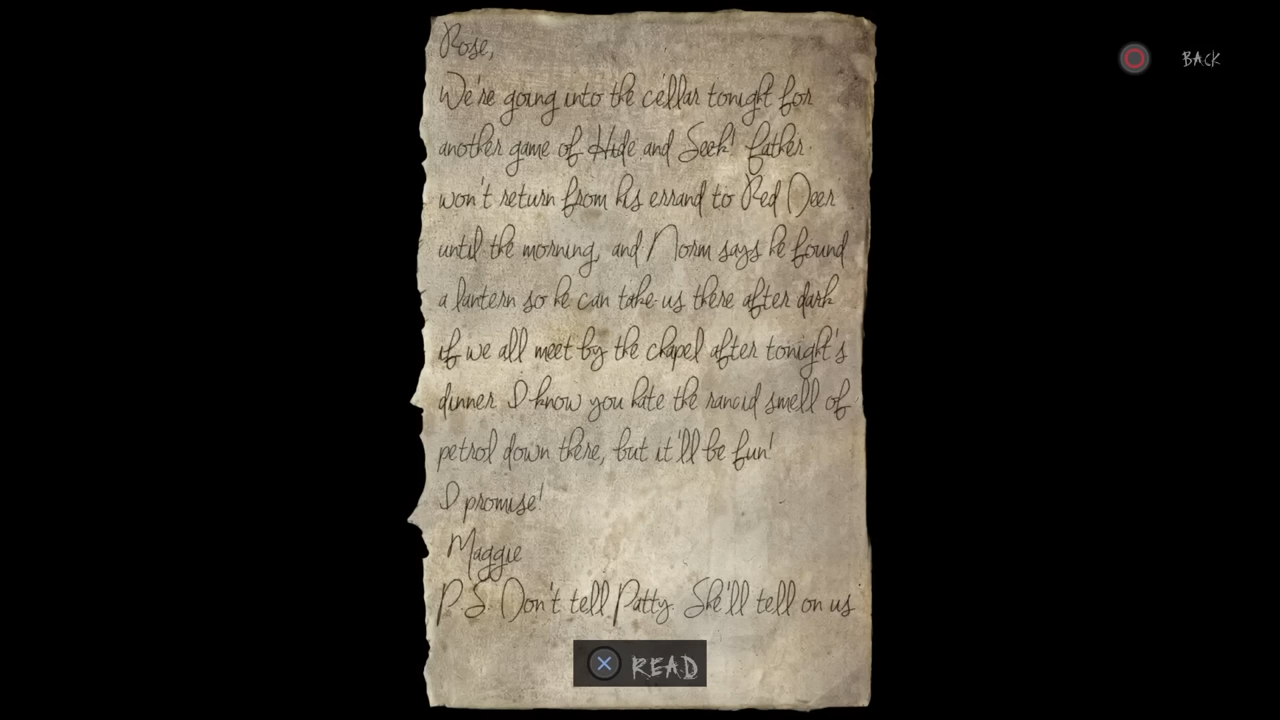 Rose,
BACK
We're going into the cellar tonight for
another game of Hide and Seek! Father
won't return from his errand to Red Deer
until the morning, and Norm says he found
a lantern so he can take us there after dark
if we all meet by the chapel after tonight's
dinner. I know you hate the rancid smell of
petrol down there, but it'll be fun!
I promise!
Maggie
P.S. Don't tell Patty. She'll tell on us
READ